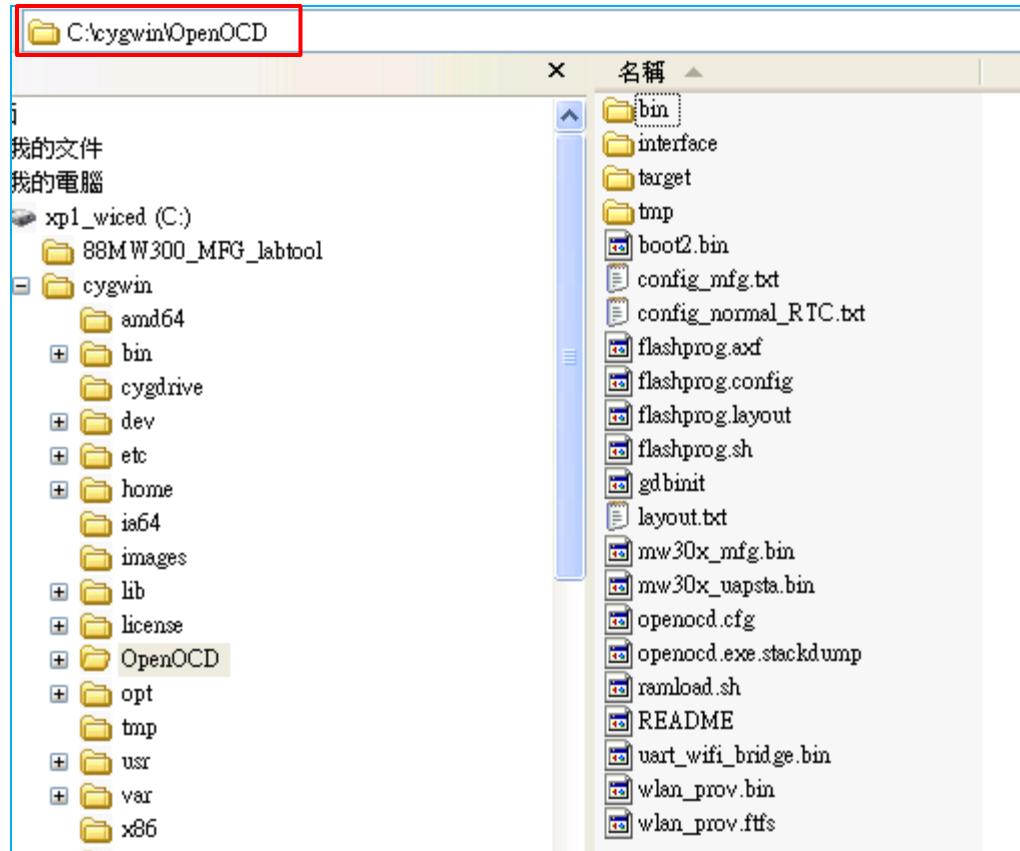 C:\cygwin\OpenOCD
我的文件
我的電腦
xp1_wiced (C:)
88MW300_MFG_labtool
cygwin
amd64
bin
cygdrive
dev
etc
home
ia64
images
lib
license
OpenOCD
opt
tmp
usr
var
x86
名稱
bin
interface
target
tmp
boot2.bin
config_mfg.txt
config_normal_RTC.txt
flashprog.axf
flashprog.config
flashprog.layout
flashprog.sh
gdbinit
layout.txt
mw30x_mfg.bin
mw30x_uapsta.bin
openocd.cfg
openocd.exe.stackdump
ramload.sh
README
uart_wifi_bridge.bin
wlan_prov.bin
wlan_prov.ftfs